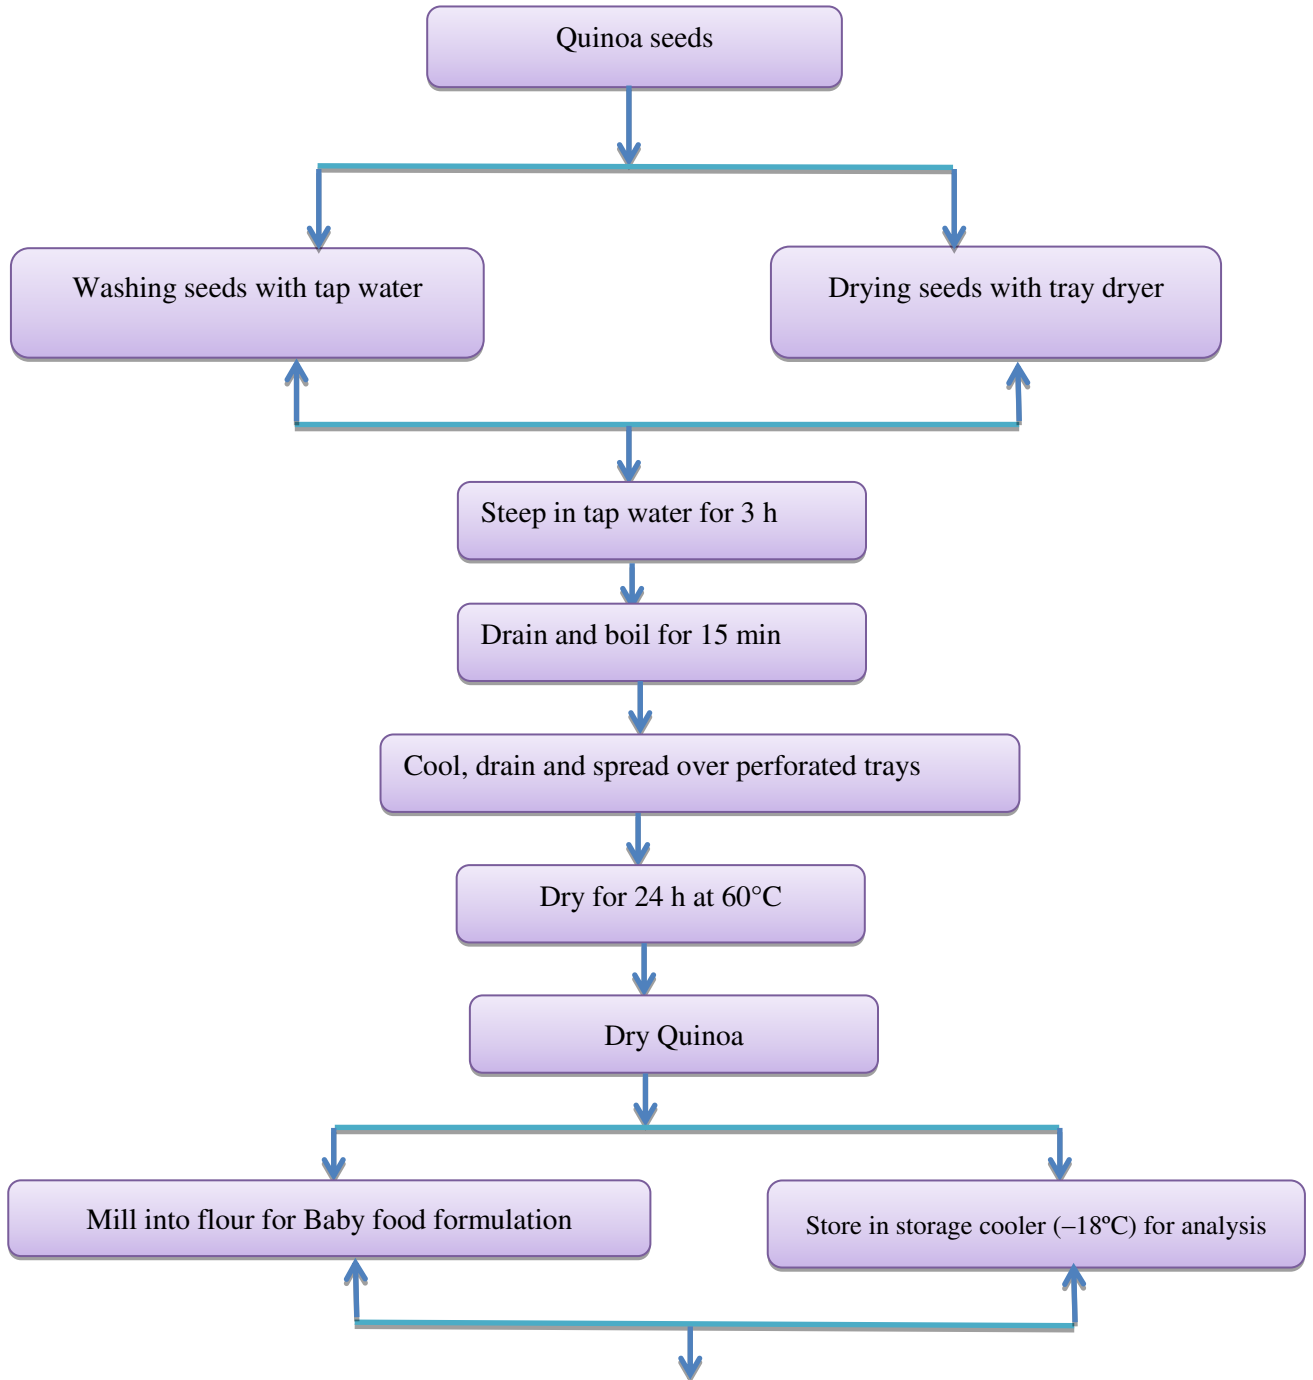 Quinoa seeds
Washing seeds with tap water
Drying seeds with tray dryer
Steep in tap water for 3 h
Drain and boil for 15 min
Cool, drain and spread over perforated trays
Dry for 24 h at 60°C
Dry Quinoa
Mill into flour for Baby food formulation
Store in storage cooler (–18ºC) for analysis